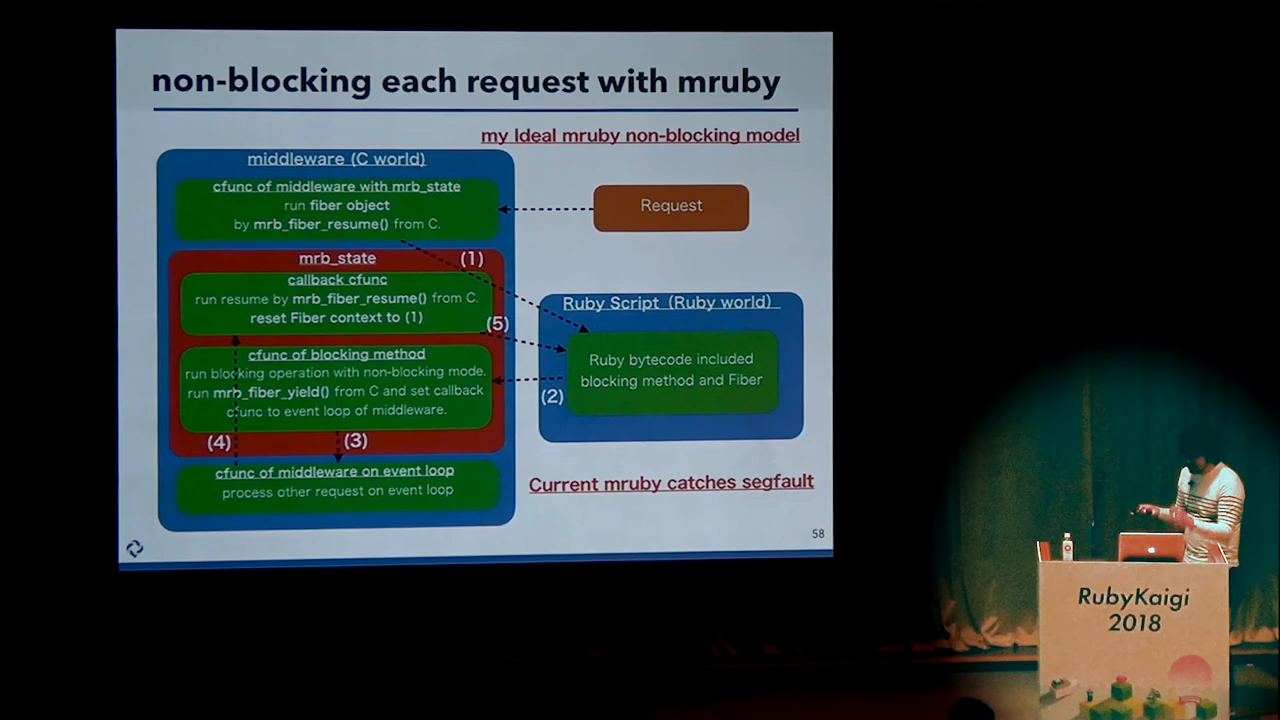 non-blocking each request with mruby
my Ideal mruby non-blocking model
middleware (C world)
cfunc of middleware with mrb_state
run fiber object
by mrb_fiber_resume() from C.
Request
mrb_state
(1)
callback cfunc
run resume by mrb_fiber_resume() from C.
reset Fiber context to (1)
(5)
Ruby Script (Ruby world)
Ruby bytecode included
blocking method and Fiber
cfunc of blocking method
run blocking operation with non-blocking mode.
run mrb_fiber_yield() from C and set callback
cfunc to event loop of middleware.
(2)
(4)
(3)
cfunc of middleware on event loop
process other request on event loop
Current mruby catches segfault
58
RubyKaigi
2018